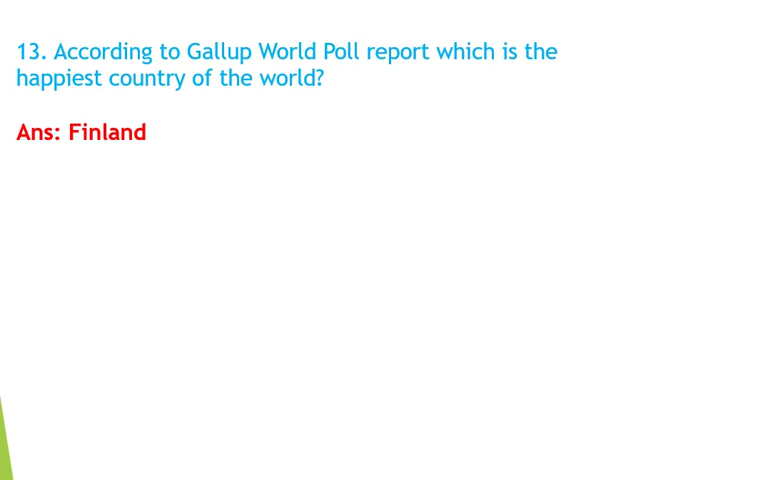 13. According to Gallup World Poll report which is the
happiest country of the world?
Ans: Finland